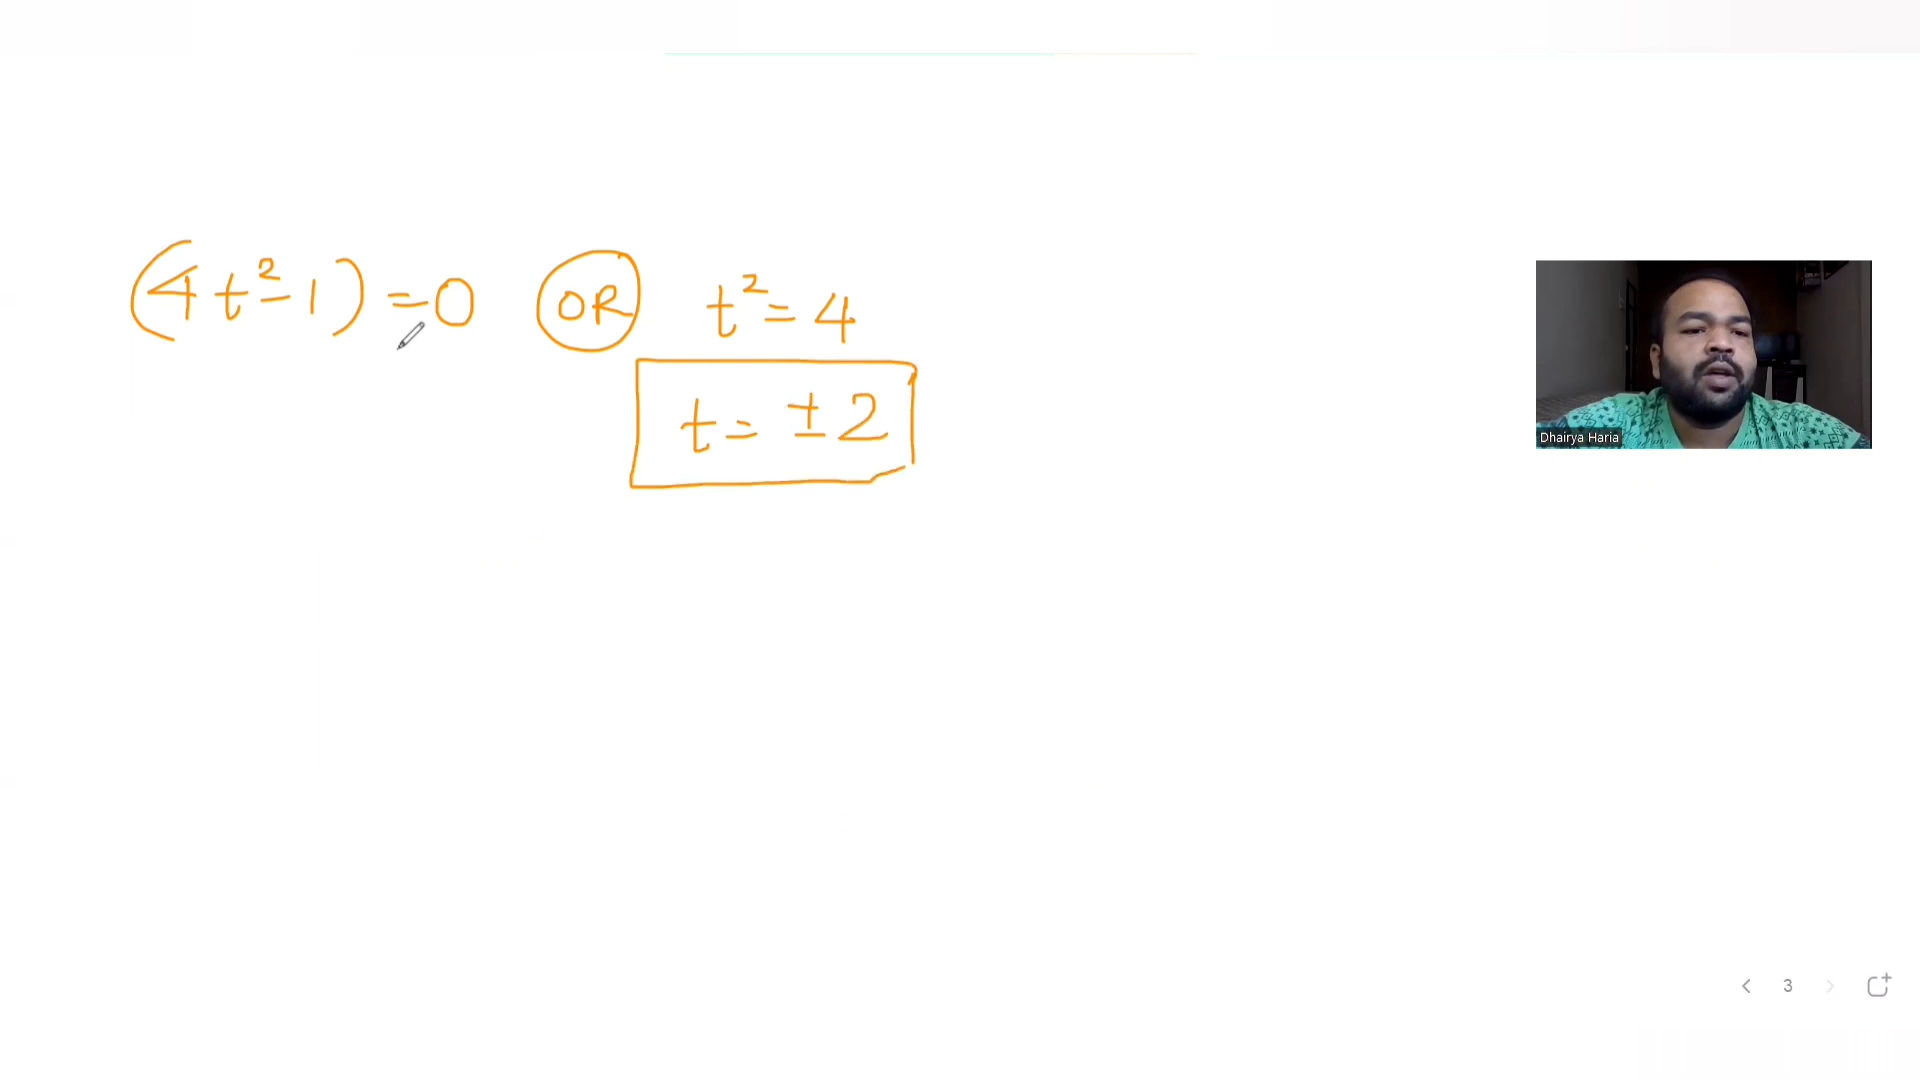 (4t²-1) = 0 OR t² = 4
t = ±2
Dhairya Haria
3